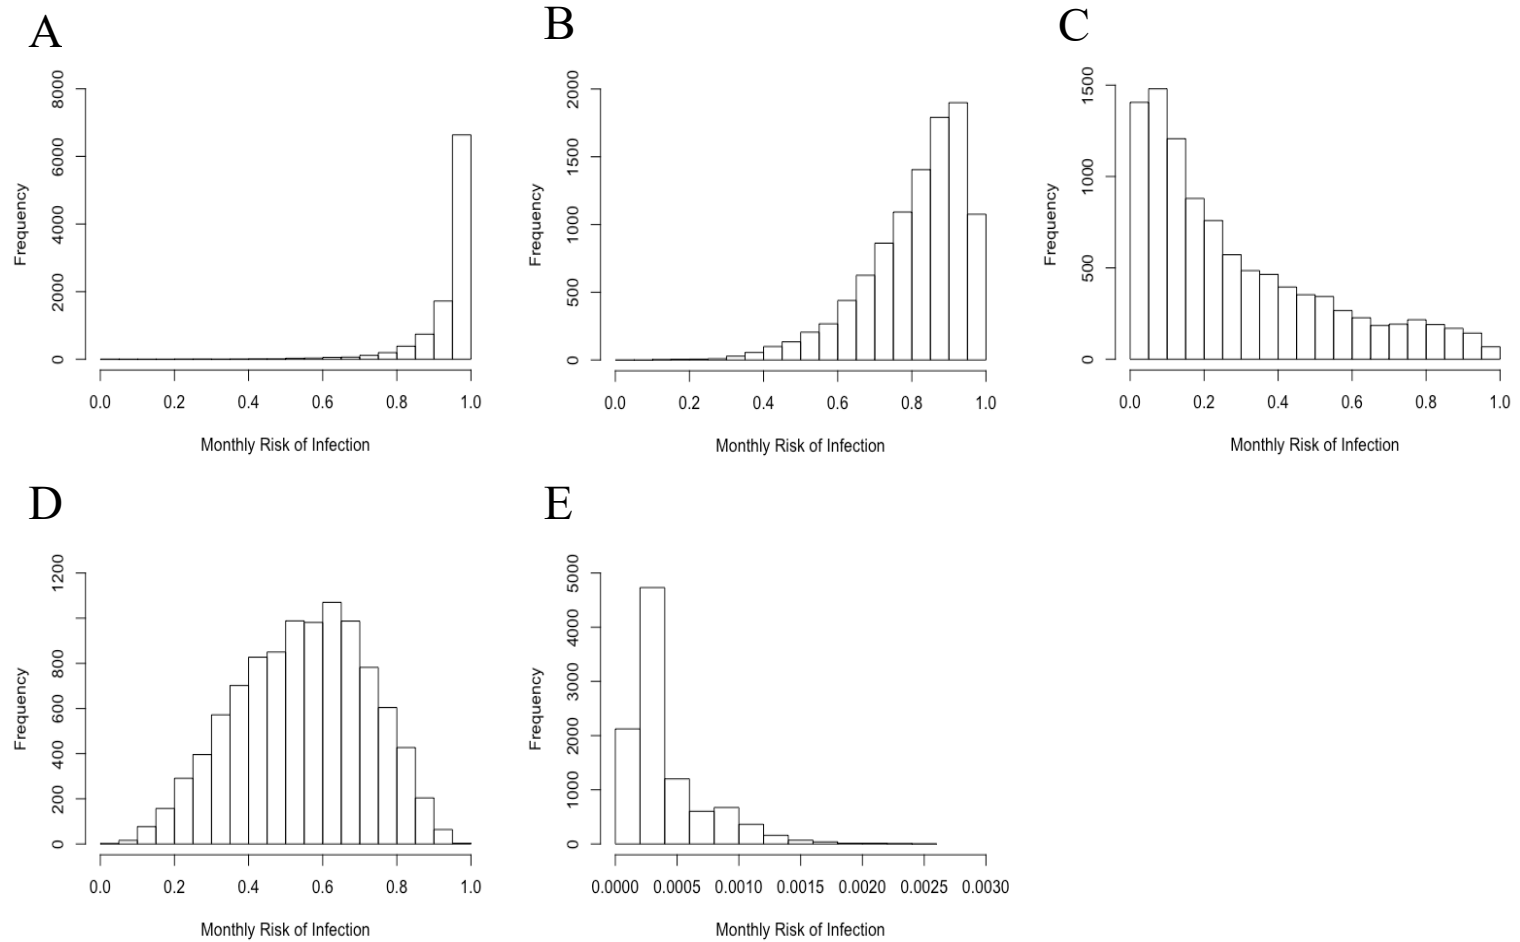 A
Frequency
0 2000 4000 6000 8000
0.0 0.2 0.4 0.6 0.8 1.0
Monthly Risk of Infection
B
Frequency
0 500 1000 1500 2000
0.0 0.2 0.4 0.6 0.8 1.0
Monthly Risk of Infection
C
Frequency
0 500 1000 1500
0.0 0.2 0.4 0.6 0.8 1.0
Monthly Risk of Infection
D
Frequency
0 200 400 600 800 1200
0.0 0.2 0.4 0.6 0.8 1.0
Monthly Risk of Infection
E
Frequency
0 1000 2000 3000 4000 5000
0.0000 0.0005 0.0010 0.0015 0.0020 0.0025 0.0030
Monthly Risk of Infection